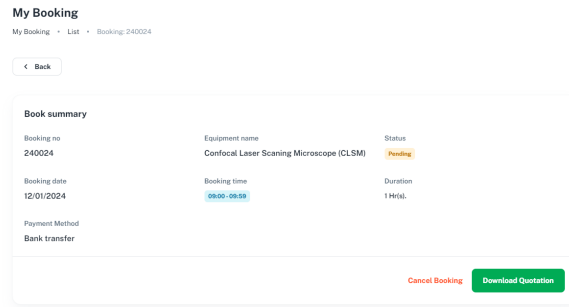 My Booking
My Booking • List • Booking: 240024
< Back
Book summary
Booking no Equipment name Status
240024 Confocal Laser Scaning Microscope (CLSM) Pending
Booking date Booking time Duration
12/01/2024 09:00 - 09:59 1 Hr(s).
Payment Method
Bank transfer
Cancel Booking Download Quotation